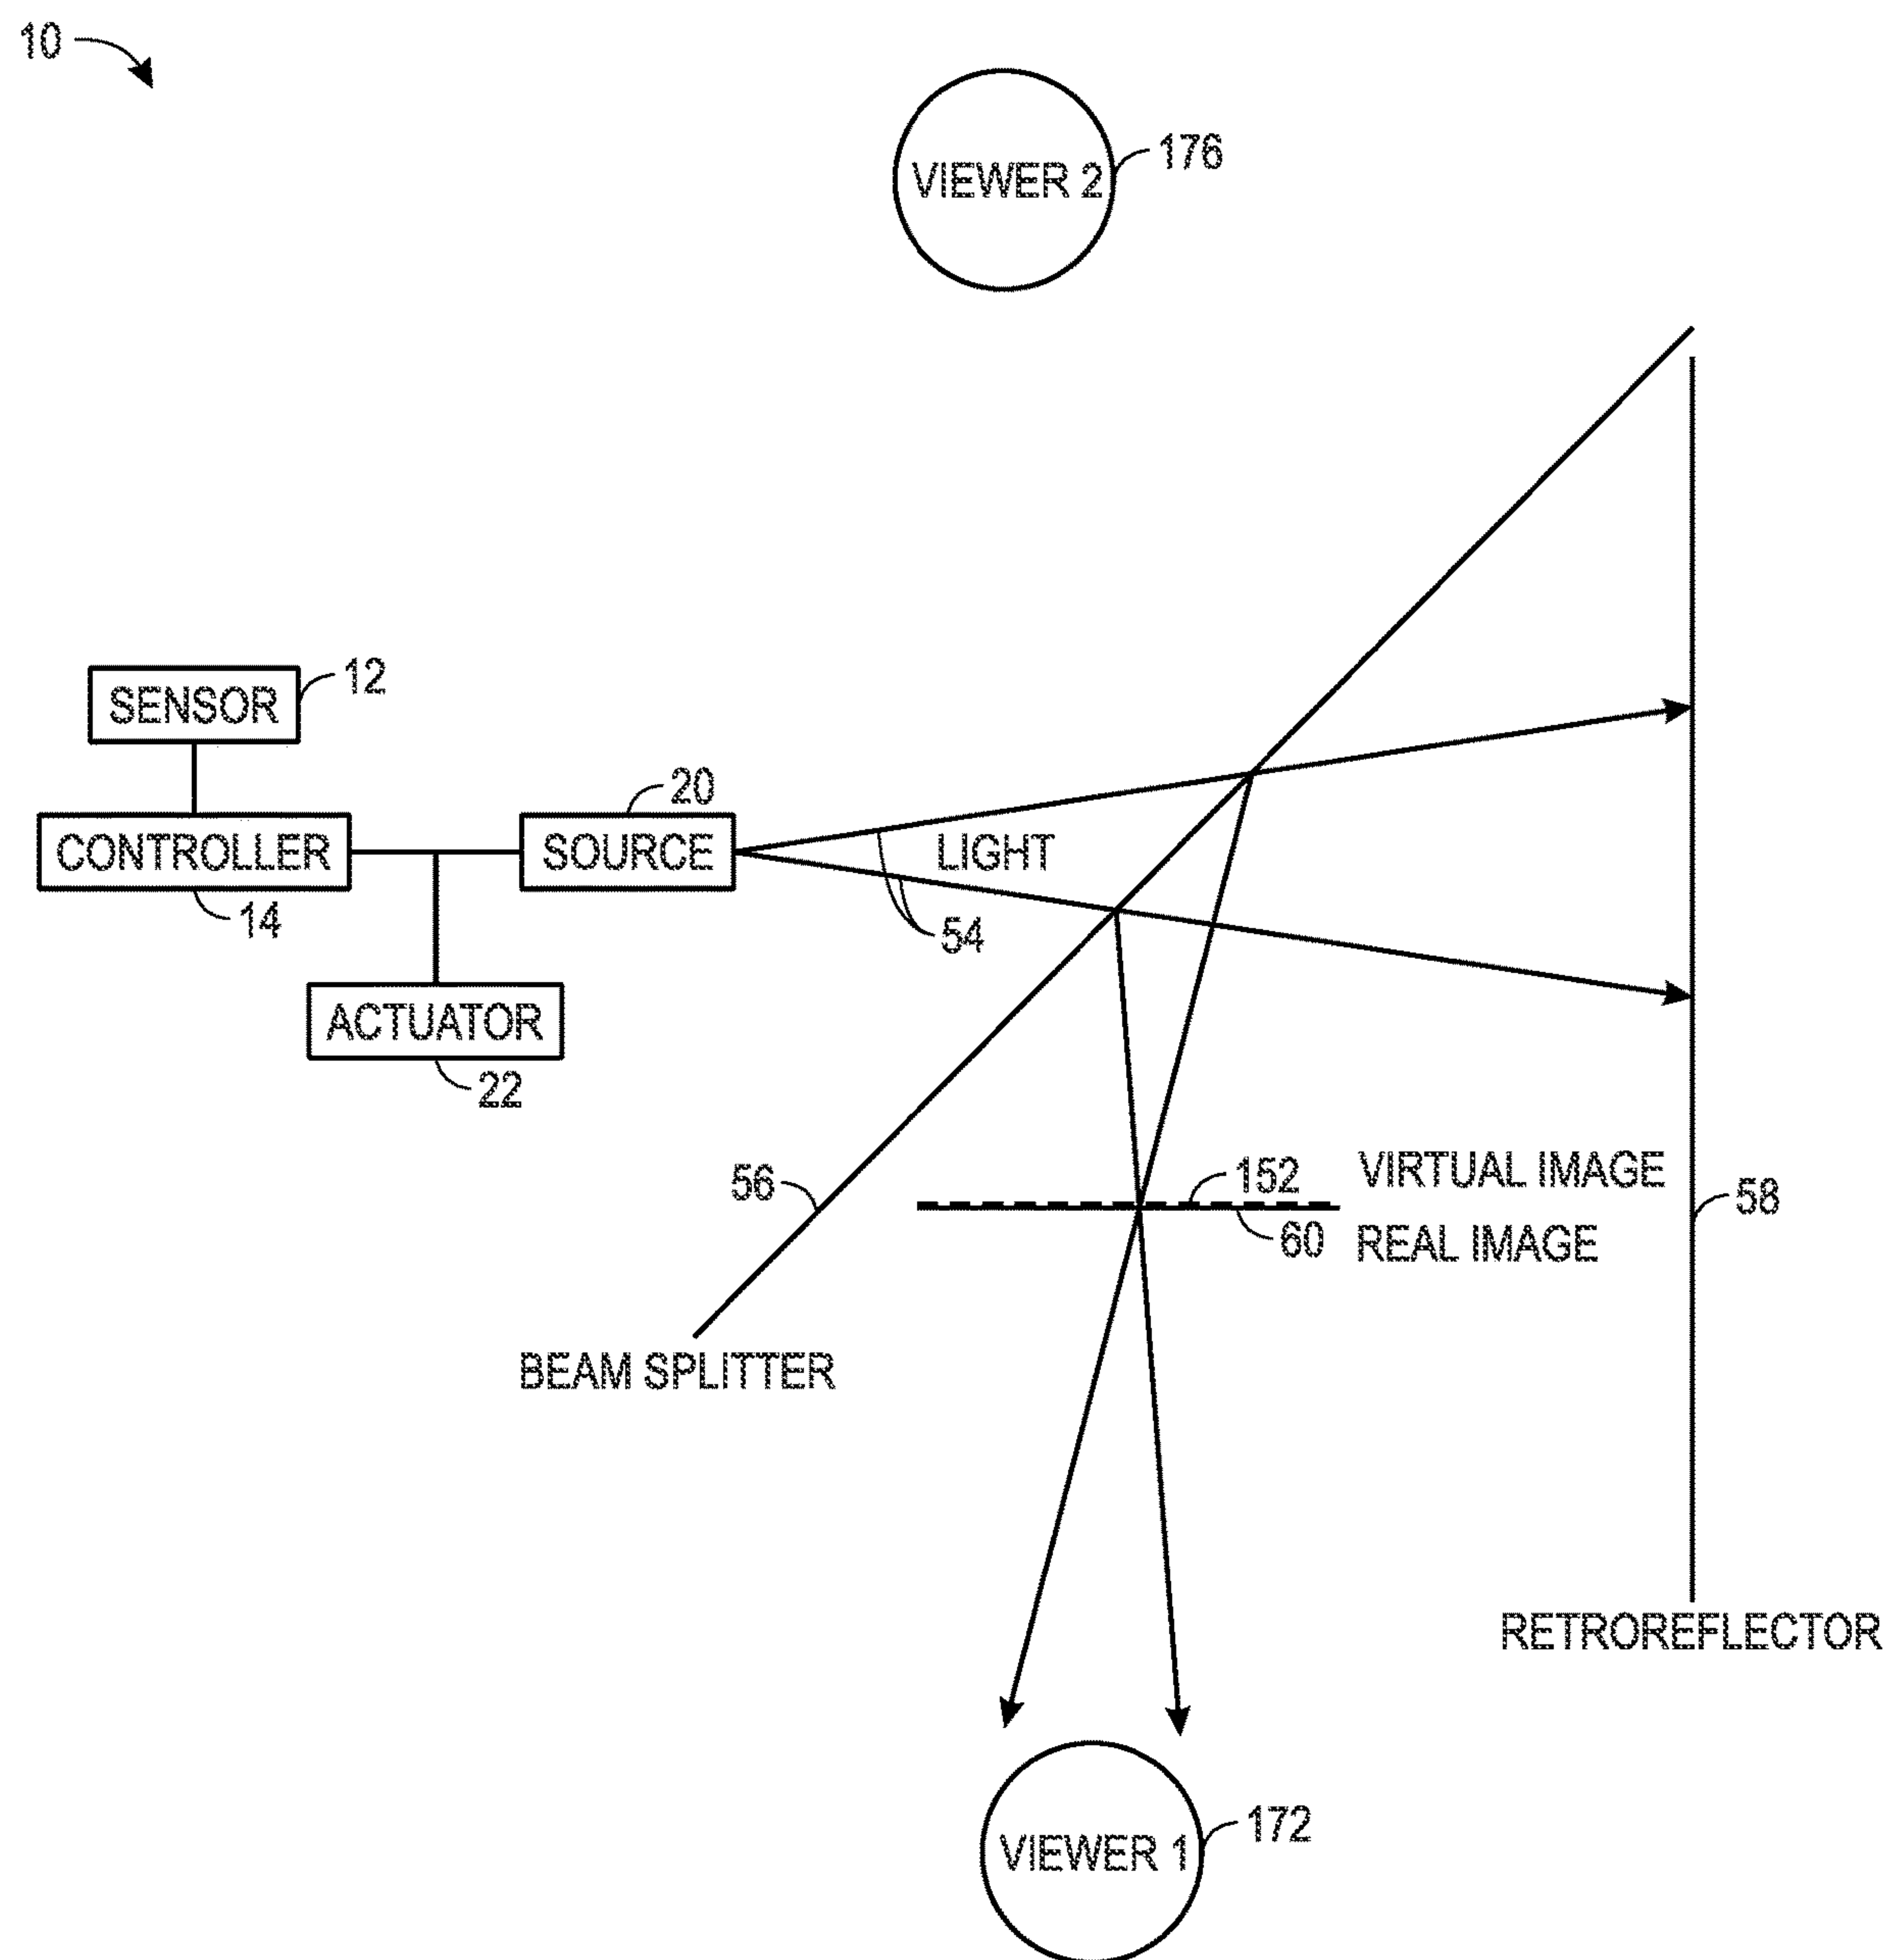 10
VIEWER 2
176
SENSOR
12
20
CONTROLLER
SOURCE
LIGHT
14
54
ACTUATOR
22
56
152
VIRTUAL IMAGE
58
60
REAL IMAGE
BEAM SPLITTER
RETROREFLECTOR
VIEWER 1
172